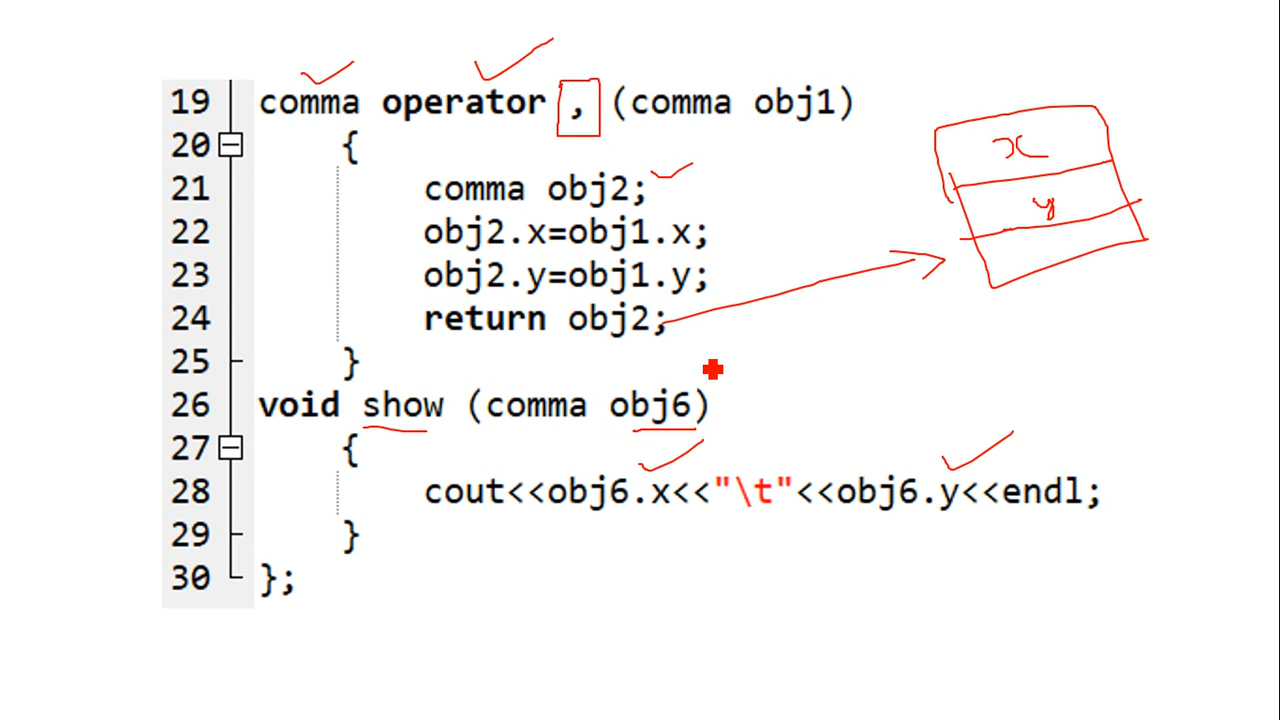 19 comma operator , (comma obj1)
20 {
21 comma obj2;
22 obj2.x=obj1.x;
23 obj2.y=obj1.y;
24 return obj2;
25 }
26 void show (comma obj6)
27 {
28 cout<<obj6.x<<"\t"<<obj6.y<<endl;
29 }
30 };
x
y